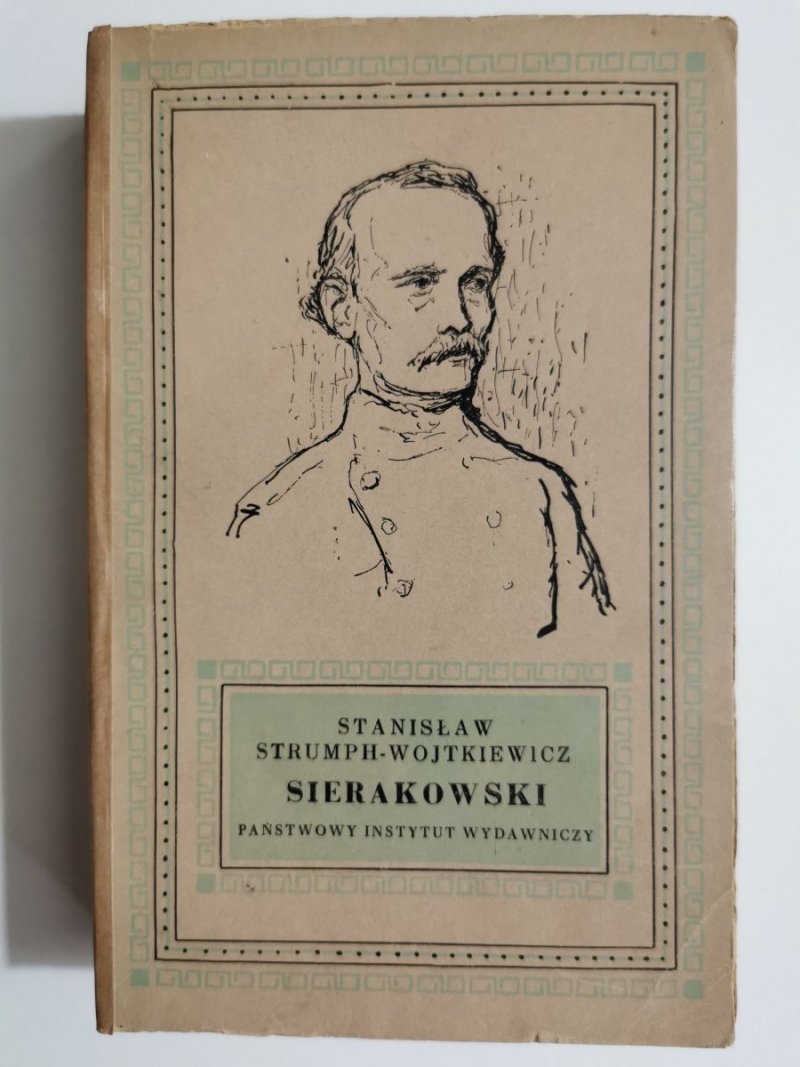 STANISŁAW
STRUMPH-WOJTKIEWICZ
SIERAKOWSKI
PAŃSTWOWY INSTYTUT WYDAWNICZY